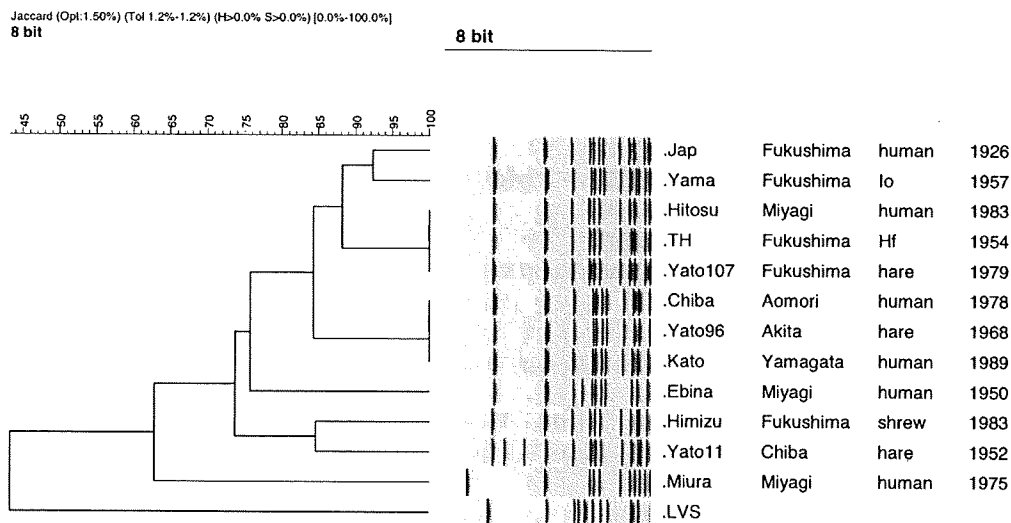 Jaccard (Opt:1.50%) (Tol 1.2%-1.2%) (H>0.0% S>0.0%) [0.0%-100.0%]
8 bit
8 bit
45 50 55 60 65 70 75 80 85 90 95 100
.Jap Fukushima human 1926
.Yama Fukushima Io 1957
.Hitosu Miyagi human 1983
.TH Fukushima Hf 1954
.Yato107 Fukushima hare 1979
.Chiba Aomori human 1978
.Yato96 Akita hare 1968
.Kato Yamagata human 1989
.Ebina Miyagi human 1950
.Himizu Fukushima shrew 1983
.Yato11 Chiba hare 1952
.Miura Miyagi human 1975
.LVS